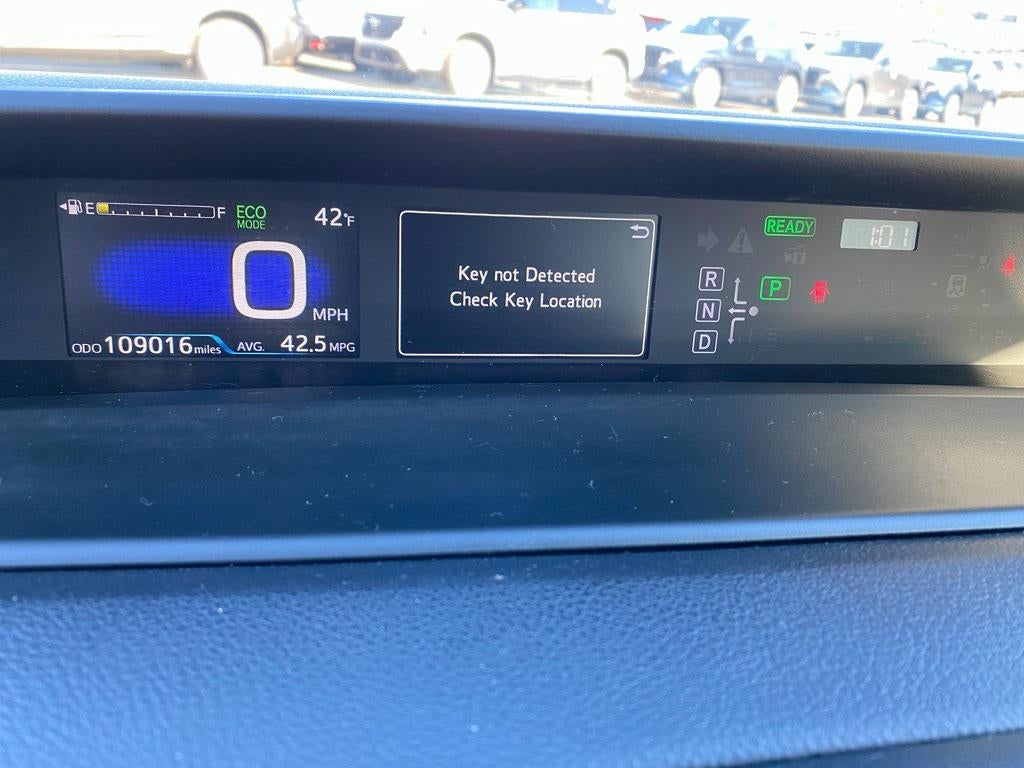 E F
ECO
MODE
42°F
0
MPH
ODO 109016 miles
AVG. 42.5 MPG
Key not Detected
Check Key Location
READY
1:01
R
N
D
P